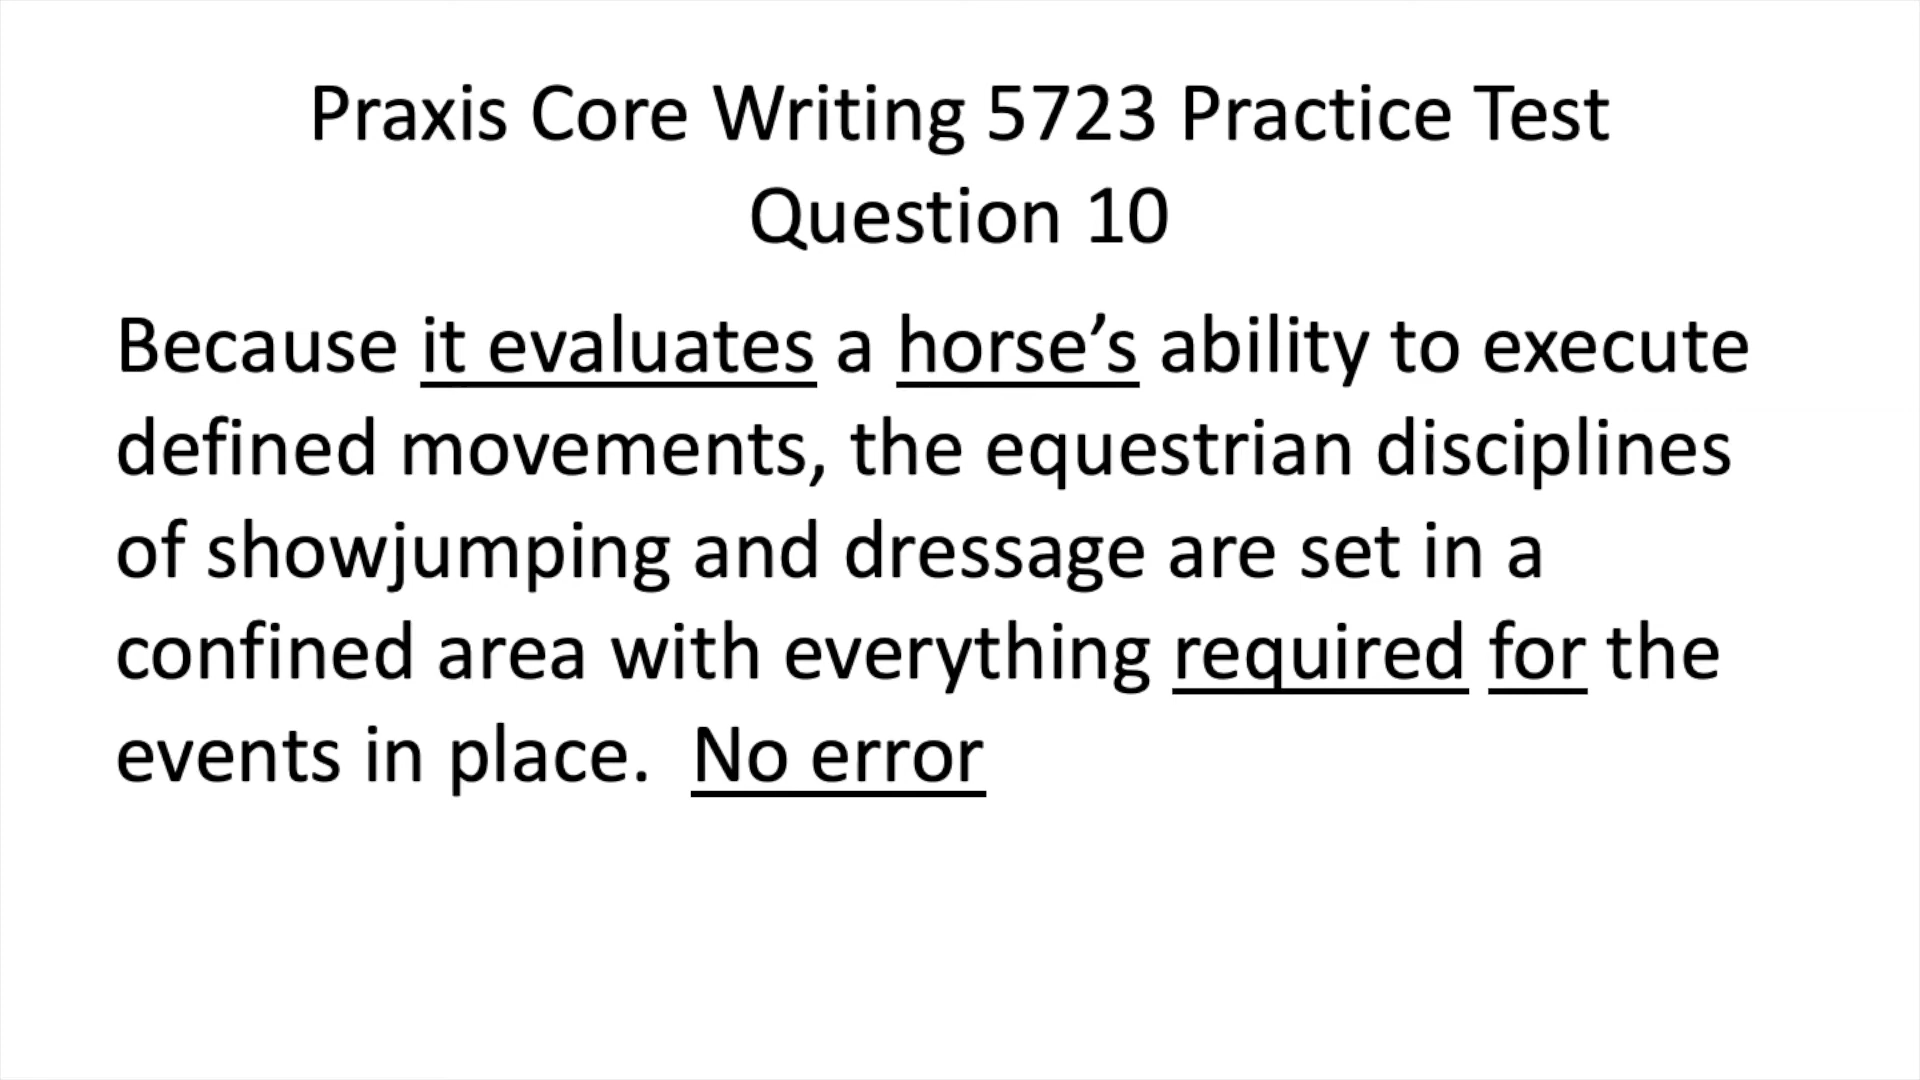 Praxis Core Writing 5723 Practice Test
Question 10
Because it evaluates a horse’s ability to execute
defined movements, the equestrian disciplines
of showjumping and dressage are set in a
confined area with everything required for the
events in place.  No error